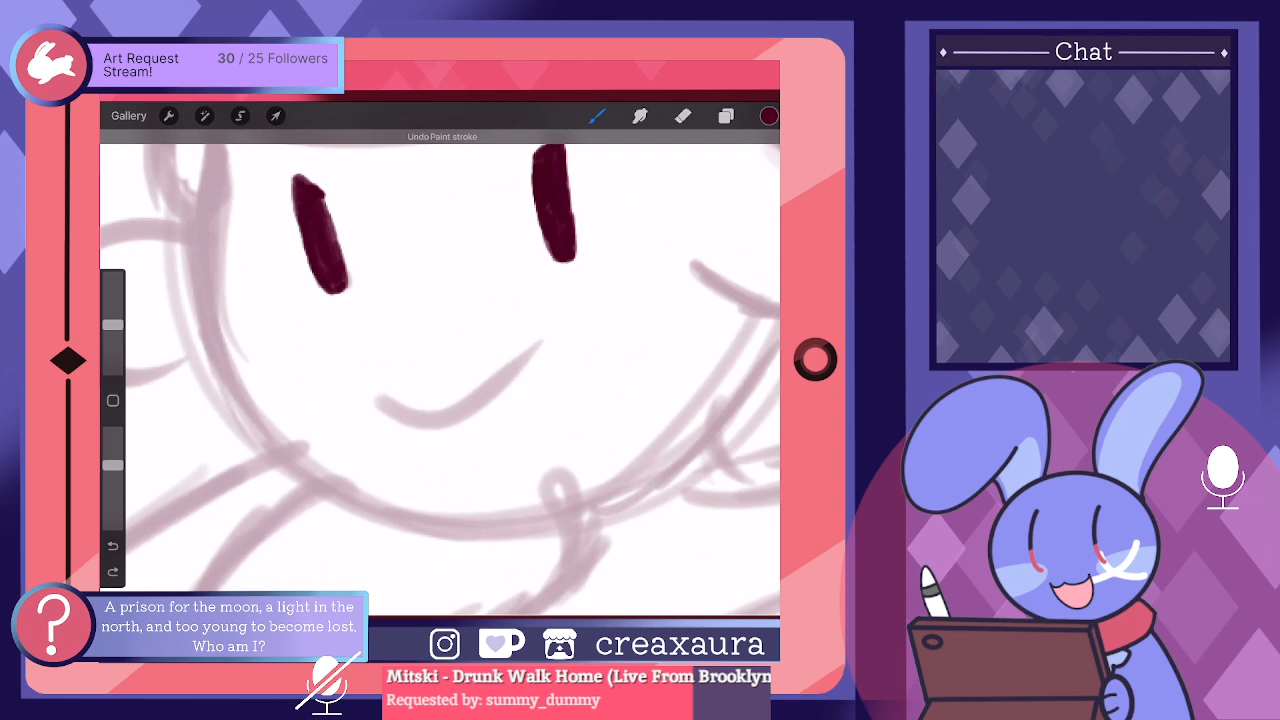 Art Request
Stream!
30 / 25 Followers
Chat
Gallery
Undo Paint stroke
A prison for the moon, a light in the
north, and too young to become lost.
Who am I?
creaxaura
Mitski - Drunk Walk Home (Live From Brooklyn
Requested by: summy_dummy